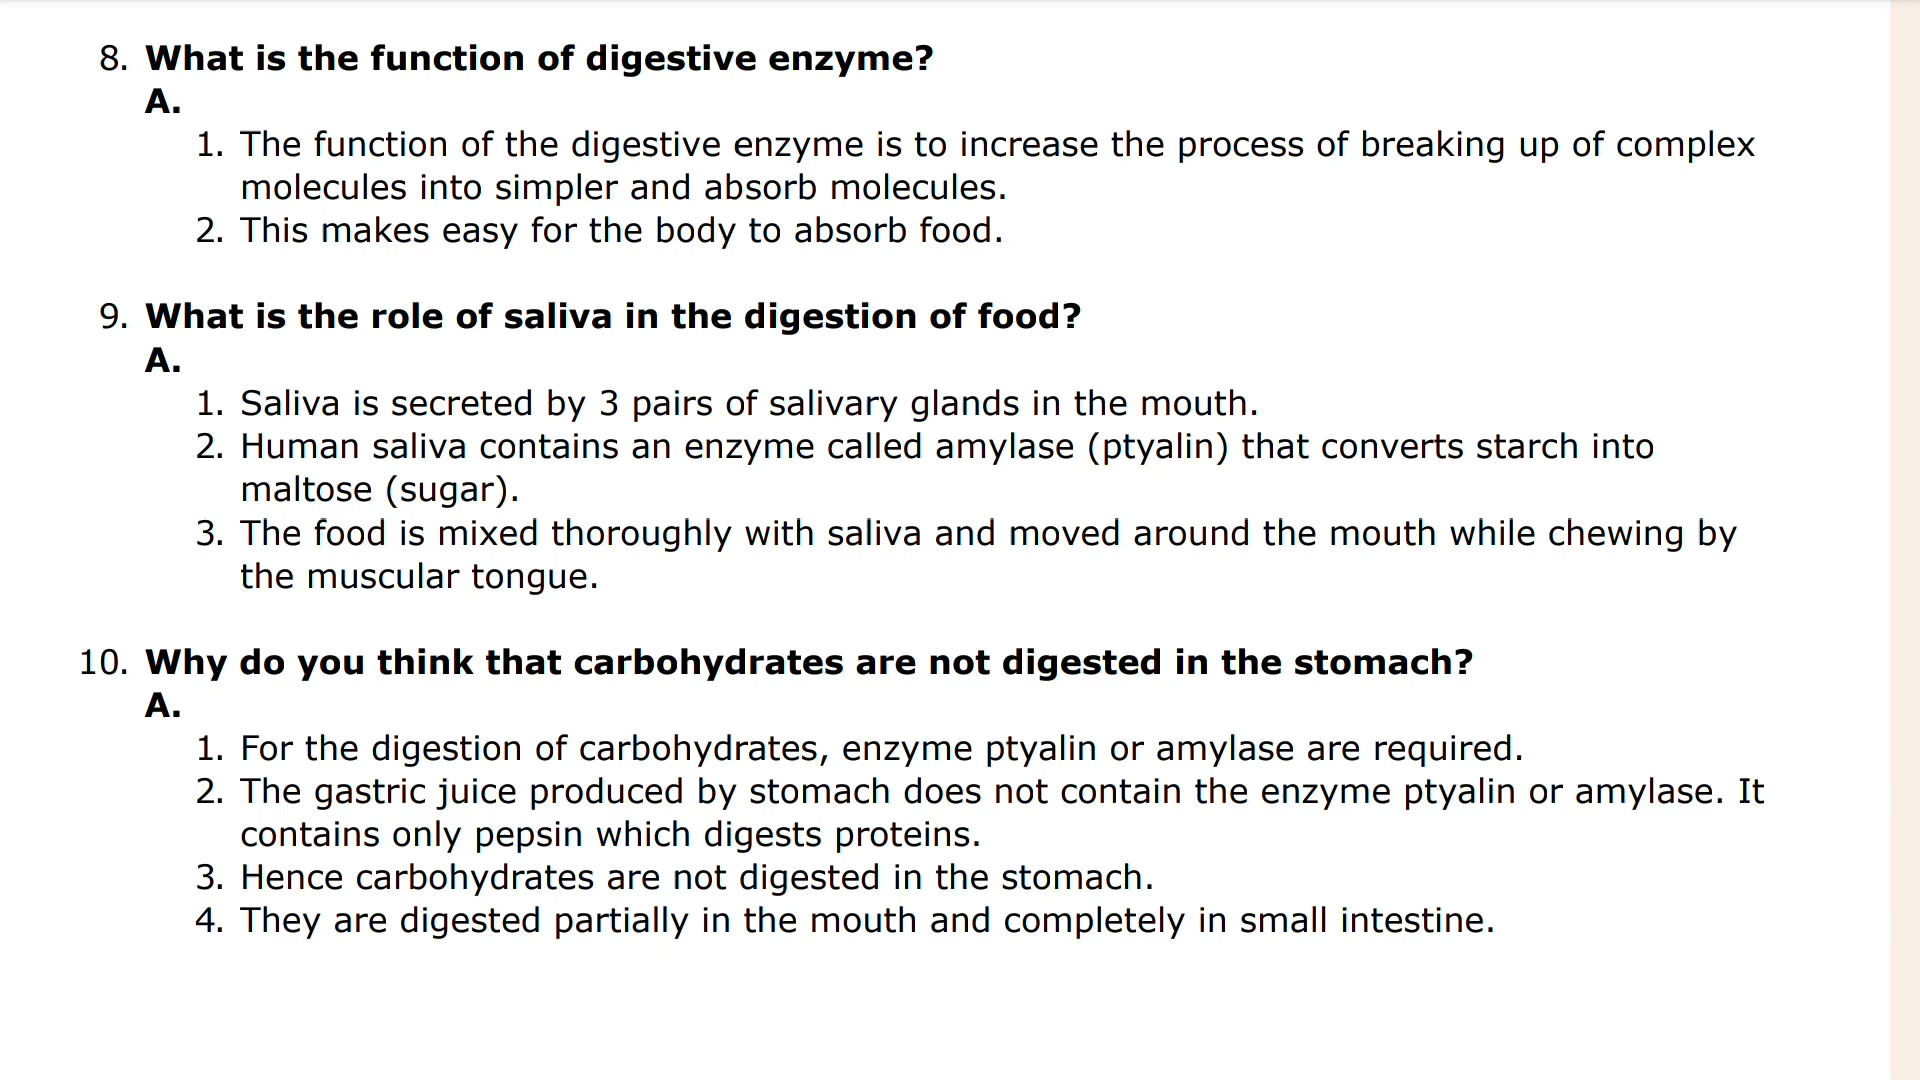 8. What is the function of digestive enzyme?
A.
1. The function of the digestive enzyme is to increase the process of breaking up of complex
molecules into simpler and absorb molecules.
2. This makes easy for the body to absorb food.
9. What is the role of saliva in the digestion of food?
A.
1. Saliva is secreted by 3 pairs of salivary glands in the mouth.
2. Human saliva contains an enzyme called amylase (ptyalin) that converts starch into
maltose (sugar).
3. The food is mixed thoroughly with saliva and moved around the mouth while chewing by
the muscular tongue.
10. Why do you think that carbohydrates are not digested in the stomach?
A.
1. For the digestion of carbohydrates, enzyme ptyalin or amylase are required.
2. The gastric juice produced by stomach does not contain the enzyme ptyalin or amylase. It
contains only pepsin which digests proteins.
3. Hence carbohydrates are not digested in the stomach.
4. They are digested partially in the mouth and completely in small intestine.